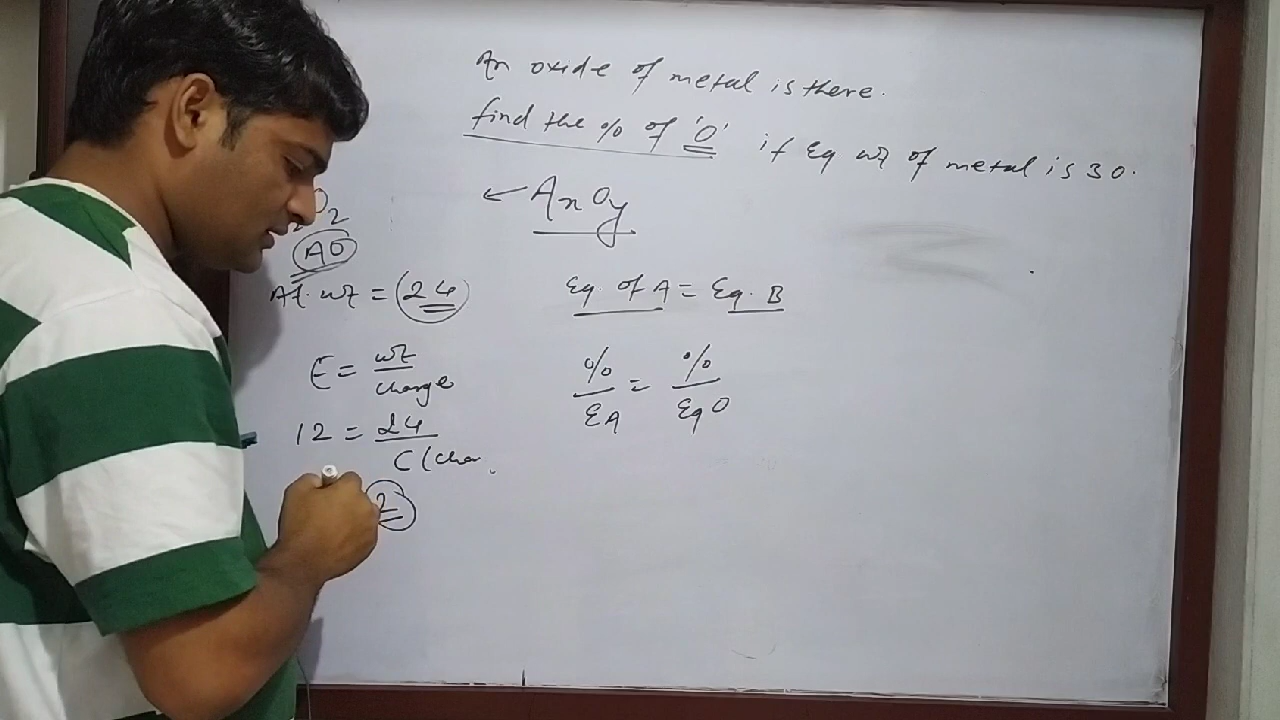 An oxide of metal is there.
find the % of 'O' if Eq wt of metal is 30.
← AxOy
O2
AO
At. wt = (24)
Eq. of A = Eq. B
E = wt / charge
% / EA = % / Eq O
12 = 24 / C(cha.
2